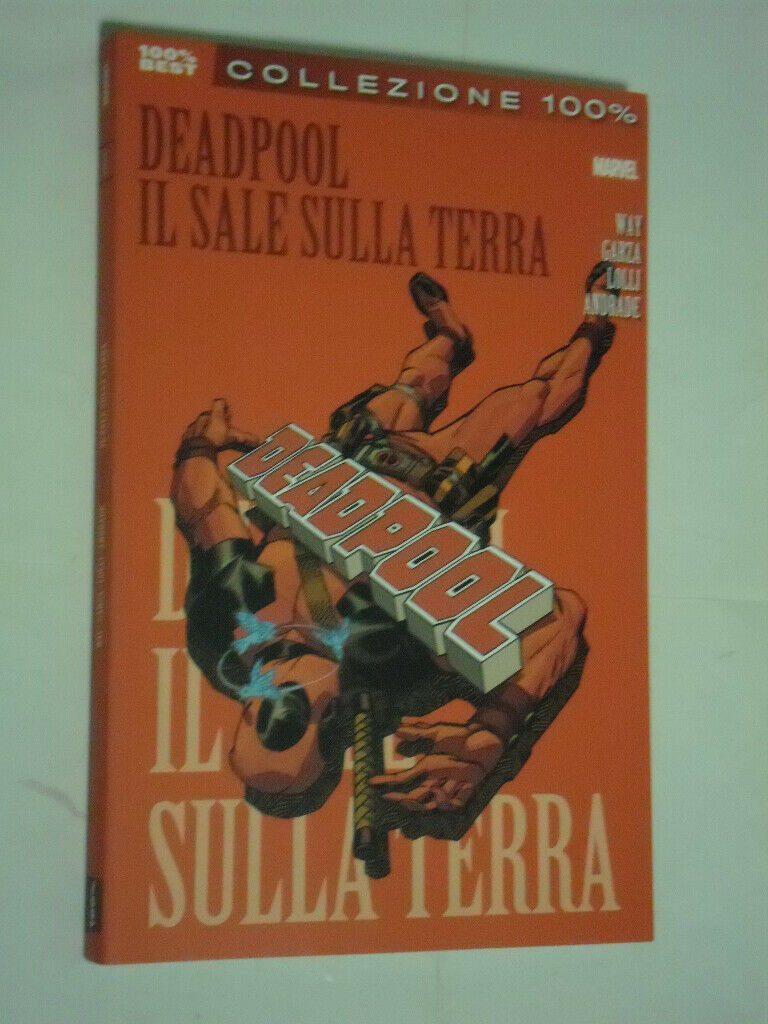 100%
BEST
COLLEZIONE 100%
DEADPOOL
IL SALE SULLA TERRA
MARVEL
WAY
GARZA
LOLLI
ANDRADE
DEADPOOL
IL
SULLA TERRA